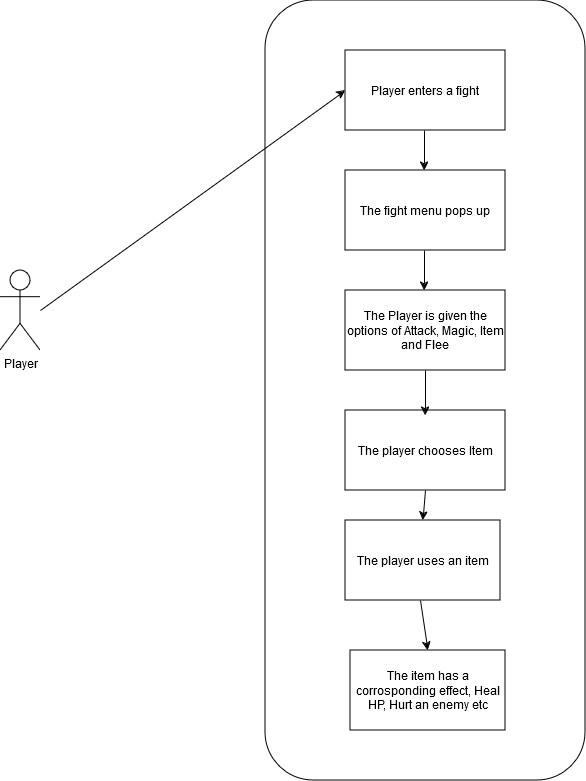 Player enters a fight
The fight menu pops up
The Player is given the
options of Attack, Magic, Item
and Flee
Player
The player chooses Item
The player uses an item
The item has a
corrosponding effect, Heal
HP, Hurt an enemy etc